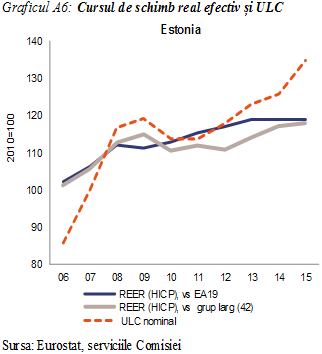 Graficul A6: Cursul de schimb real efectiv și ULC
Estonia
140
130
120
110
100
90
80
2010=100
06 07 08 09 10 11 12 13 14 15
REER (HICP), vs EA19
REER (HICP), vs grup larg (42)
ULC nominal
Sursa: Eurostat, serviciile Comisiei